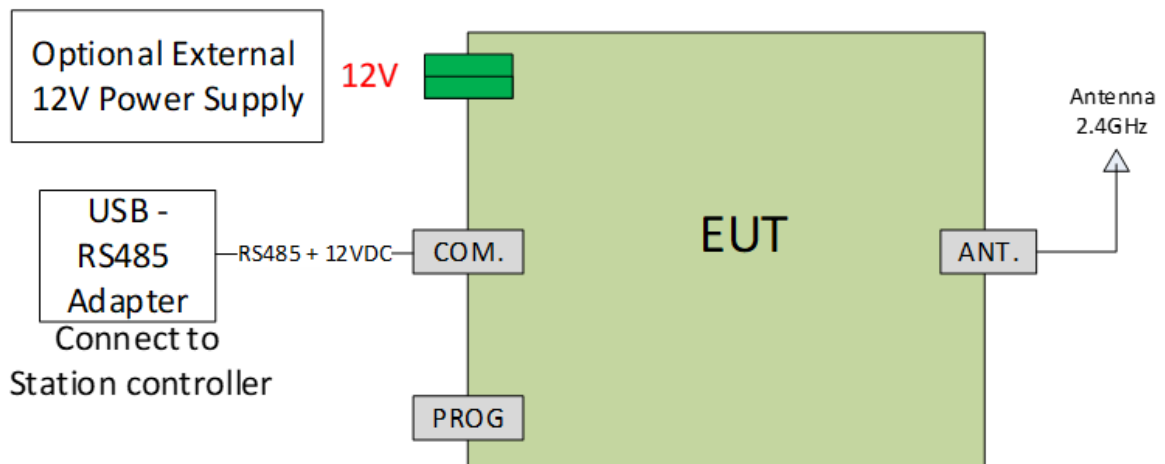 Optional External
12V Power Supply
12V
Antenna
2.4GHz
USB -
RS485
Adapter
RS485 + 12VDC
COM.
EUT
ANT.
Connect to
Station controller
PROG